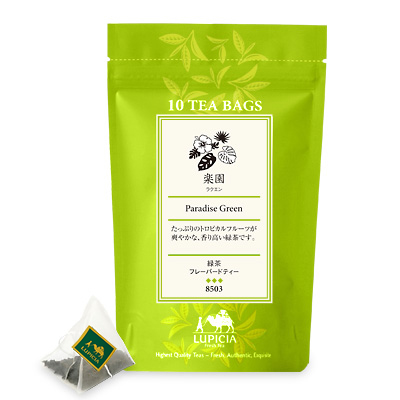 10 TEA BAGS
楽園
ラクエン
Paradise Green
たっぷりのトロピカルフルーツが
爽やかな、香り高い緑茶です。
緑茶
フレーバードティー
8503
LUPICIA
Fresh Tea
Highest Quality Teas – Fresh, Authentic, Exquisite
LUPICIA